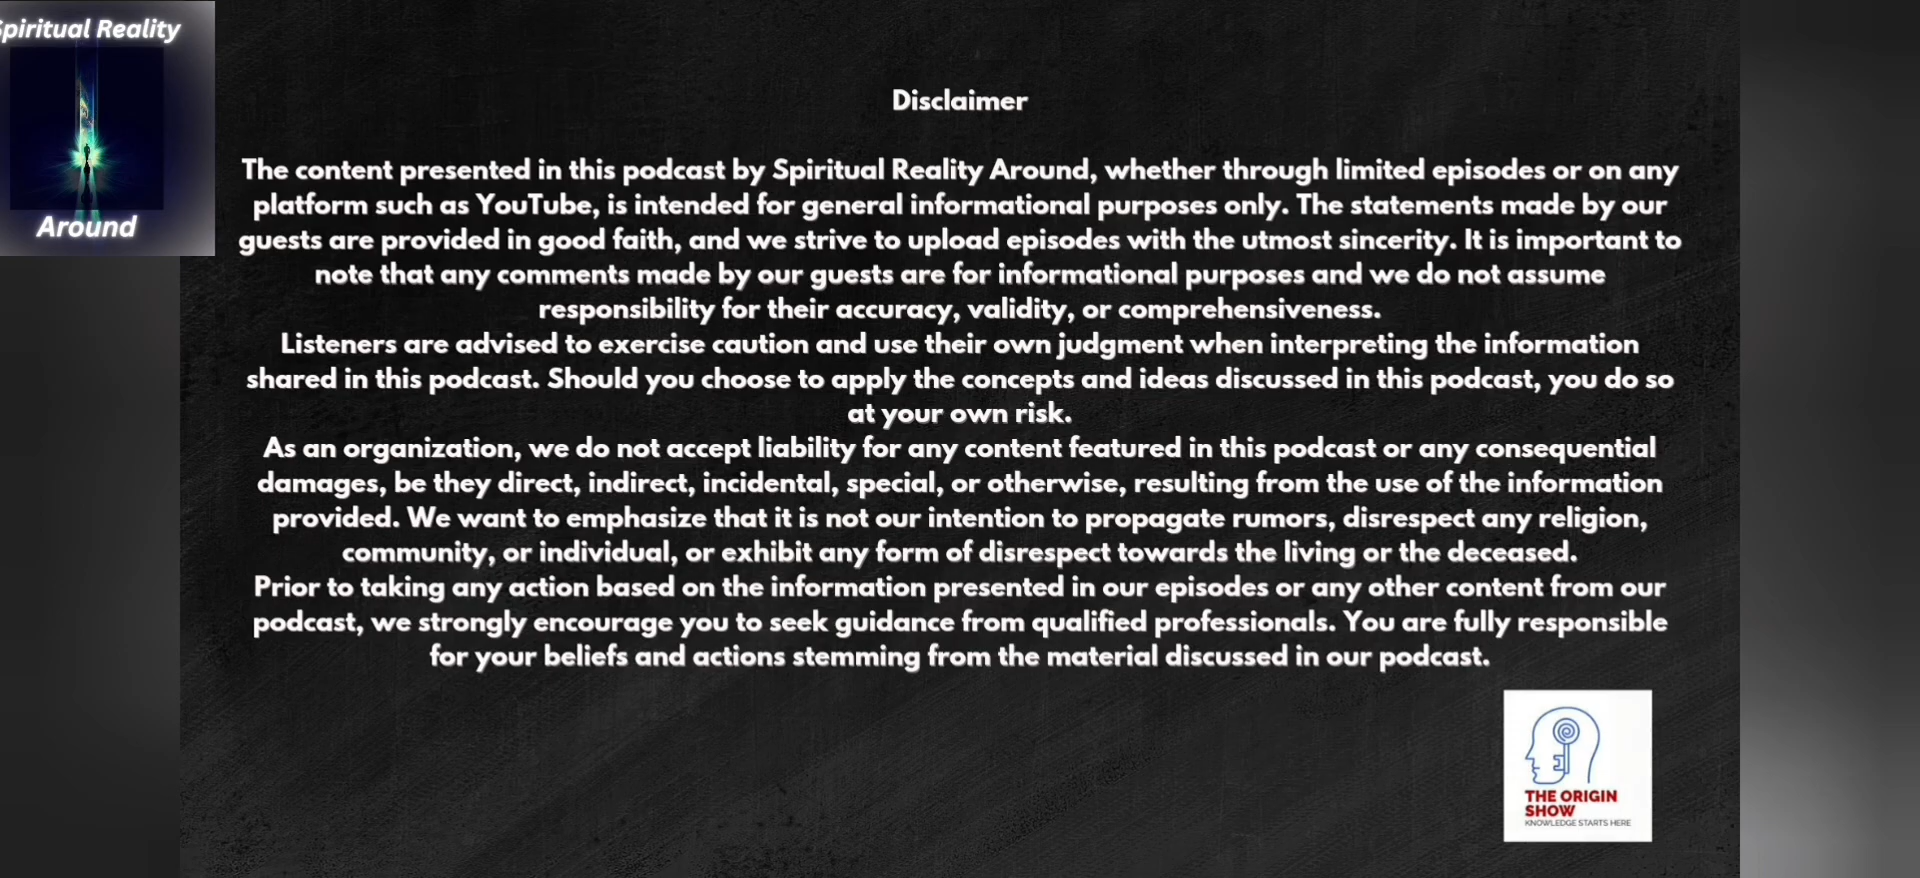 Spiritual Reality
Around
Disclaimer
The content presented in this podcast by Spiritual Reality Around, whether through limited episodes or on any
platform such as YouTube, is intended for general informational purposes only. The statements made by our
guests are provided in good faith, and we strive to upload episodes with the utmost sincerity. It is important to
note that any comments made by our guests are for informational purposes and we do not assume
responsibility for their accuracy, validity, or comprehensiveness.
Listeners are advised to exercise caution and use their own judgment when interpreting the information
shared in this podcast. Should you choose to apply the concepts and ideas discussed in this podcast, you do so
at your own risk.
As an organization, we do not accept liability for any content featured in this podcast or any consequential
damages, be they direct, indirect, incidental, special, or otherwise, resulting from the use of the information
provided. We want to emphasize that it is not our intention to propagate rumors, disrespect any religion,
community, or individual, or exhibit any form of disrespect towards the living or the deceased.
Prior to taking any action based on the information presented in our episodes or any other content from our
podcast, we strongly encourage you to seek guidance from qualified professionals. You are fully responsible
for your beliefs and actions stemming from the material discussed in our podcast.
THE ORIGIN
SHOW
KNOWLEDGE STARTS HERE